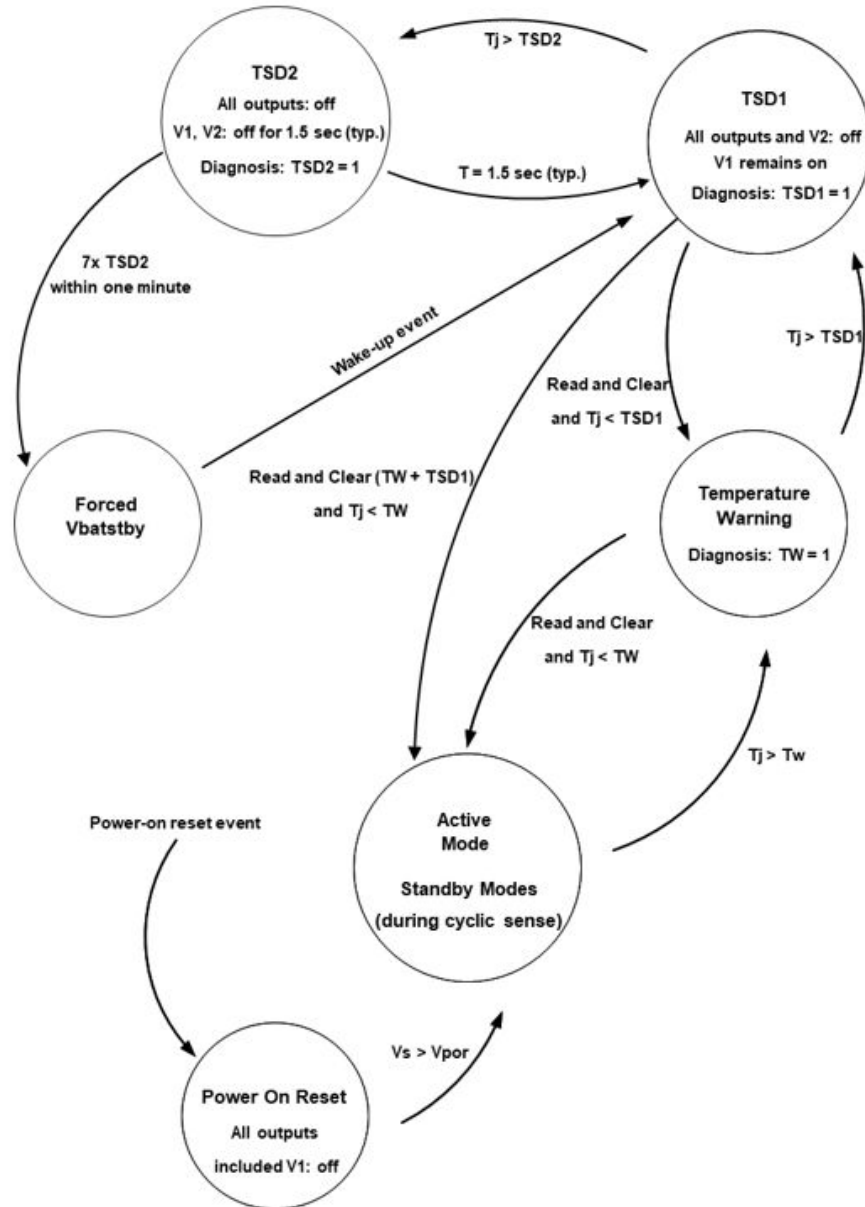 Tj > TSD2
TSD2
All outputs: off
V1, V2: off for 1.5 sec (typ.)
Diagnosis: TSD2 = 1
TSD1
All outputs and V2: off
V1 remains on
Diagnosis: TSD1 = 1
T = 1.5 sec (typ.)
7x TSD2
within one minute
Wake-up event
Tj > TSD1
Read and Clear
and Tj < TSD1
Read and Clear (TW + TSD1)
and Tj < TW
Forced
Vbatstby
Temperature
Warning
Diagnosis: TW = 1
Read and Clear
and Tj < TW
Tj > Tw
Power-on reset event
Active
Mode
Standby Modes
(during cyclic sense)
Vs > Vpor
Power On Reset
All outputs
included V1: off